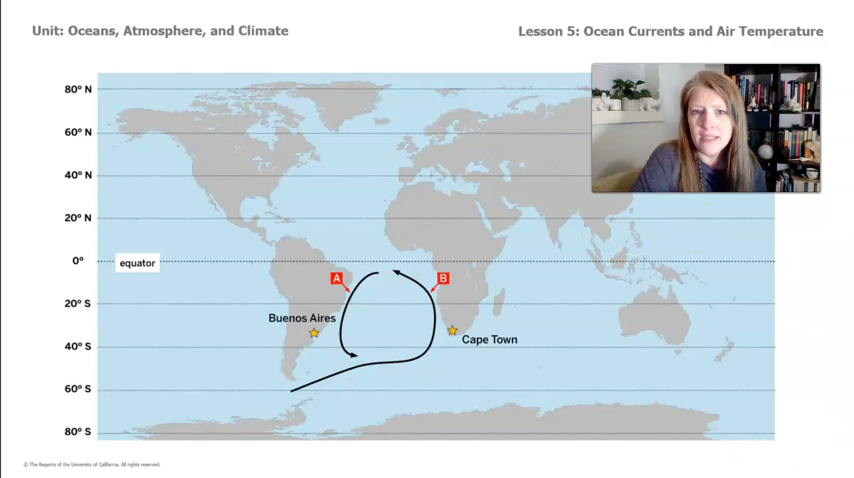 Unit: Oceans, Atmosphere, and Climate
Lesson 5: Ocean Currents and Air Temperature
80° N
60° N
40° N
20° N
0°
equator
A
B
20° S
Buenos Aires
Cape Town
40° S
60° S
80° S
© The Regents of the University of California. All rights reserved.